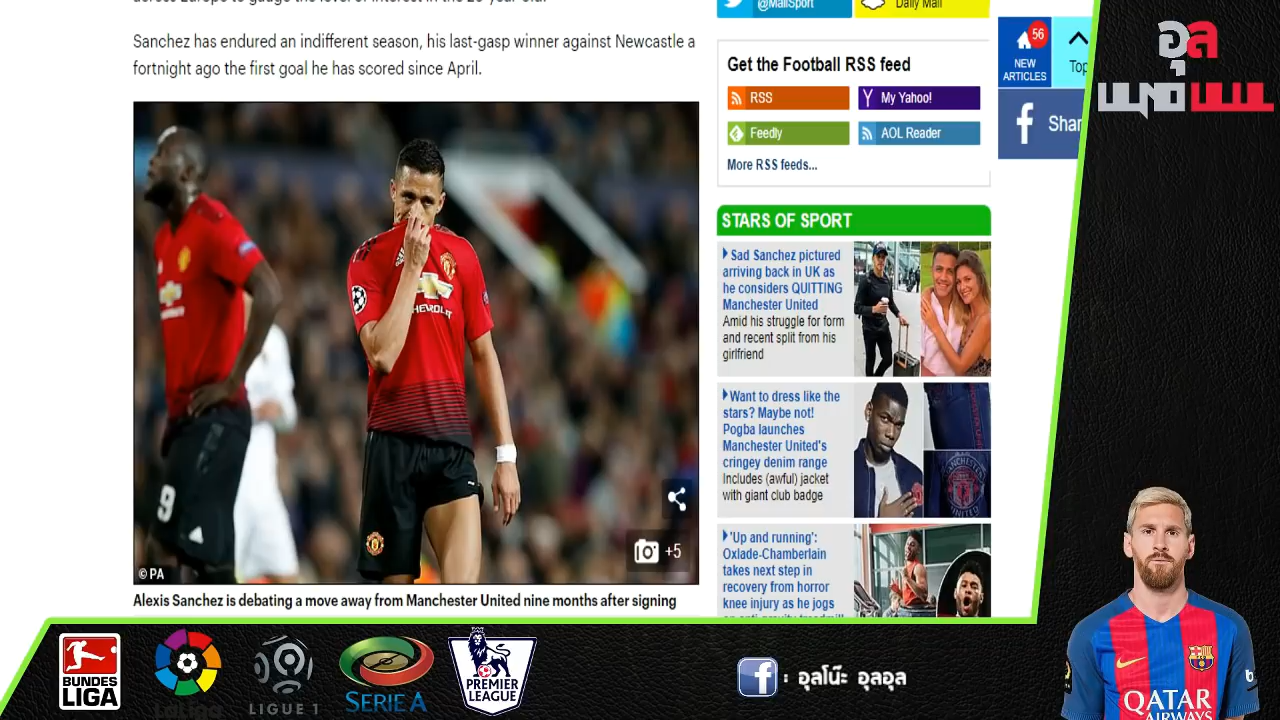 Sanchez has endured an indifferent season, his last-gasp winner against Newcastle a
fortnight ago the first goal he has scored since April.
CHEVROLET
9
+5
© PA
Alexis Sanchez is debating a move away from Manchester United nine months after signing
@MailSport
Daily Mail
Get the Football RSS feed
RSS
My Yahoo!
Feedly
AOL Reader
More RSS feeds...
STARS OF SPORT
Sad Sanchez pictured
arriving back in UK as
he considers QUITTING
Manchester United
Amid his struggle for form
and recent split from his
girlfriend
Want to dress like the
stars? Maybe not!
Pogba launches
Manchester United's
cringey denim range
Includes (awful) jacket
with giant club badge
'Up and running':
Oxlade-Chamberlain
takes next step in
recovery from horror
knee injury as he jogs
56
NEW
ARTICLES
Top
Shar
BUNDES
LIGA
LaLiga
LIGUE 1
SERIE A
PREMIER
LEAGUE
: อุลโน๊ะ อุลอุล
QATAR
AIRWAYS